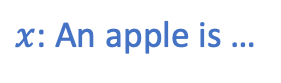 𝑥: An apple is ...